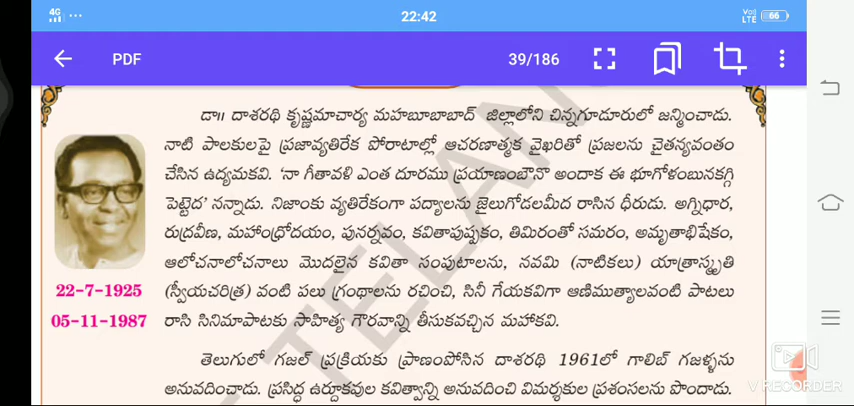 4G ... 22:42 Vo)) LTE 66
PDF 39/186
డా॥ దాశరథి కృష్ణమాచార్య మహబూబాబాద్ జిల్లాలోని చిన్నగూడూరులో జన్మించాడు.
నాటి పాలకులపై ప్రజావ్యతిరేక పోరాటాల్లో ఆచరణాత్మక వైఖరితో ప్రజలను చైతన్యవంతం
చేసిన ఉద్యమకవి. 'నా గీతావళి ఎంత దూరము ప్రయాణంబౌనొ అందాక ఈ భూగోళంబునకగ్గి
పెట్టెద' నన్నాడు. నిజాంకు వ్యతిరేకంగా పద్యాలను జైలుగోడలమీద రాసిన ధీరుడు. అగ్నిధార,
రుద్రవీణ, మహాంధ్రోదయం, పునర్నవం, కవితాపుష్పకం, తిమిరంతో సమరం, అమృతాభిషేకం,
ఆలోచనాలోచనాలు మొదలైన కవితా సంపుటాలను, నవమి (నాటికలు) యాత్రాస్మృతి
22-7-1925 (స్వీయచరిత్ర) వంటి పలు గ్రంథాలను రచించి, సినీ గేయకవిగా ఆణిముత్యాలవంటి పాటలు
05-11-1987 రాసి సినిమాపాటకు సాహిత్య గౌరవాన్ని తీసుకవచ్చిన మహాకవి.
తెలుగులో గజల్ ప్రక్రియకు ప్రాణంపోసిన దాశరథి 1961లో గాలిబ్ గజళ్ళను
అనువదించాడు. ప్రసిద్ధ ఉర్దూకవుల కవిత్వాన్ని అనువదించి విమర్శకుల ప్రశంసలను పొందాడు.
V RECORDER
TELAN